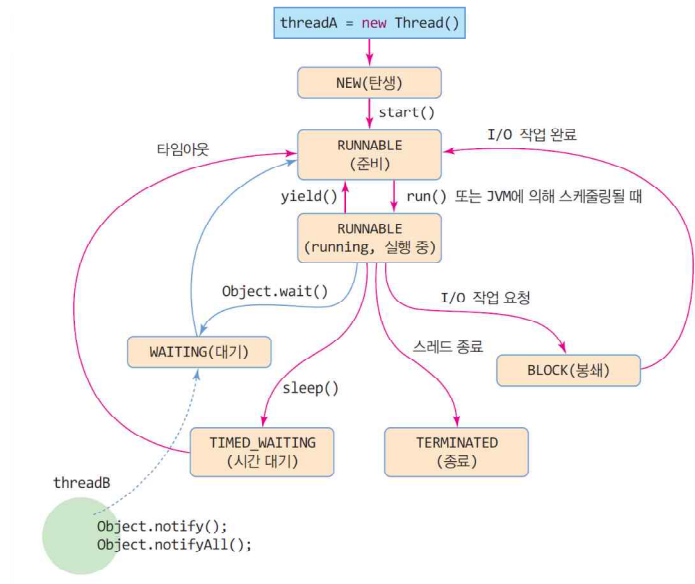 threadA = new Thread()
NEW(탄생)
start()
I/O 작업 완료
타임아웃
RUNNABLE
(준비)
yield()
run() 또는 JVM에 의해 스케줄링될 때
RUNNABLE
(running, 실행 중)
Object.wait()
I/O 작업 요청
WAITING(대기)
스레드 종료
BLOCK(봉쇄)
sleep()
TIMED_WAITING
(시간 대기)
TERMINATED
(종료)
threadB
Object.notify();
Object.notifyAll();